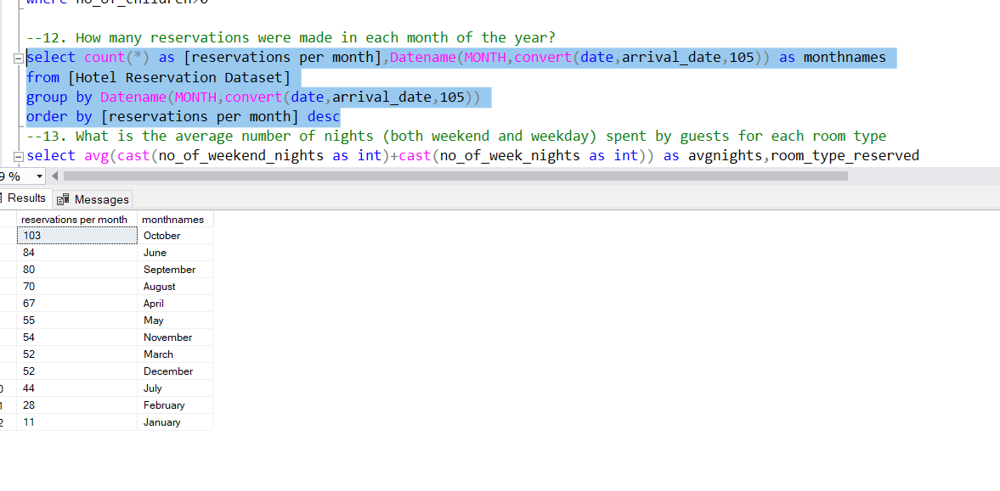 where no_of_children>0
--12. How many reservations were made in each month of the year?
select count(*) as [reservations per month],Datename(MONTH,convert(date,arrival_date,105)) as monthnames
from [Hotel Reservation Dataset]
group by Datename(MONTH,convert(date,arrival_date,105))
order by [reservations per month] desc
--13. What is the average number of nights (both weekend and weekday) spent by guests for each room type
select avg(cast(no_of_weekend_nights as int)+cast(no_of_week_nights as int)) as avgnights,room_type_reserved
9 %
Results Messages
reservations per month monthnames
103 October
84 June
80 September
70 August
67 April
55 May
54 November
52 March
52 December
0 44 July
1 28 February
2 11 January